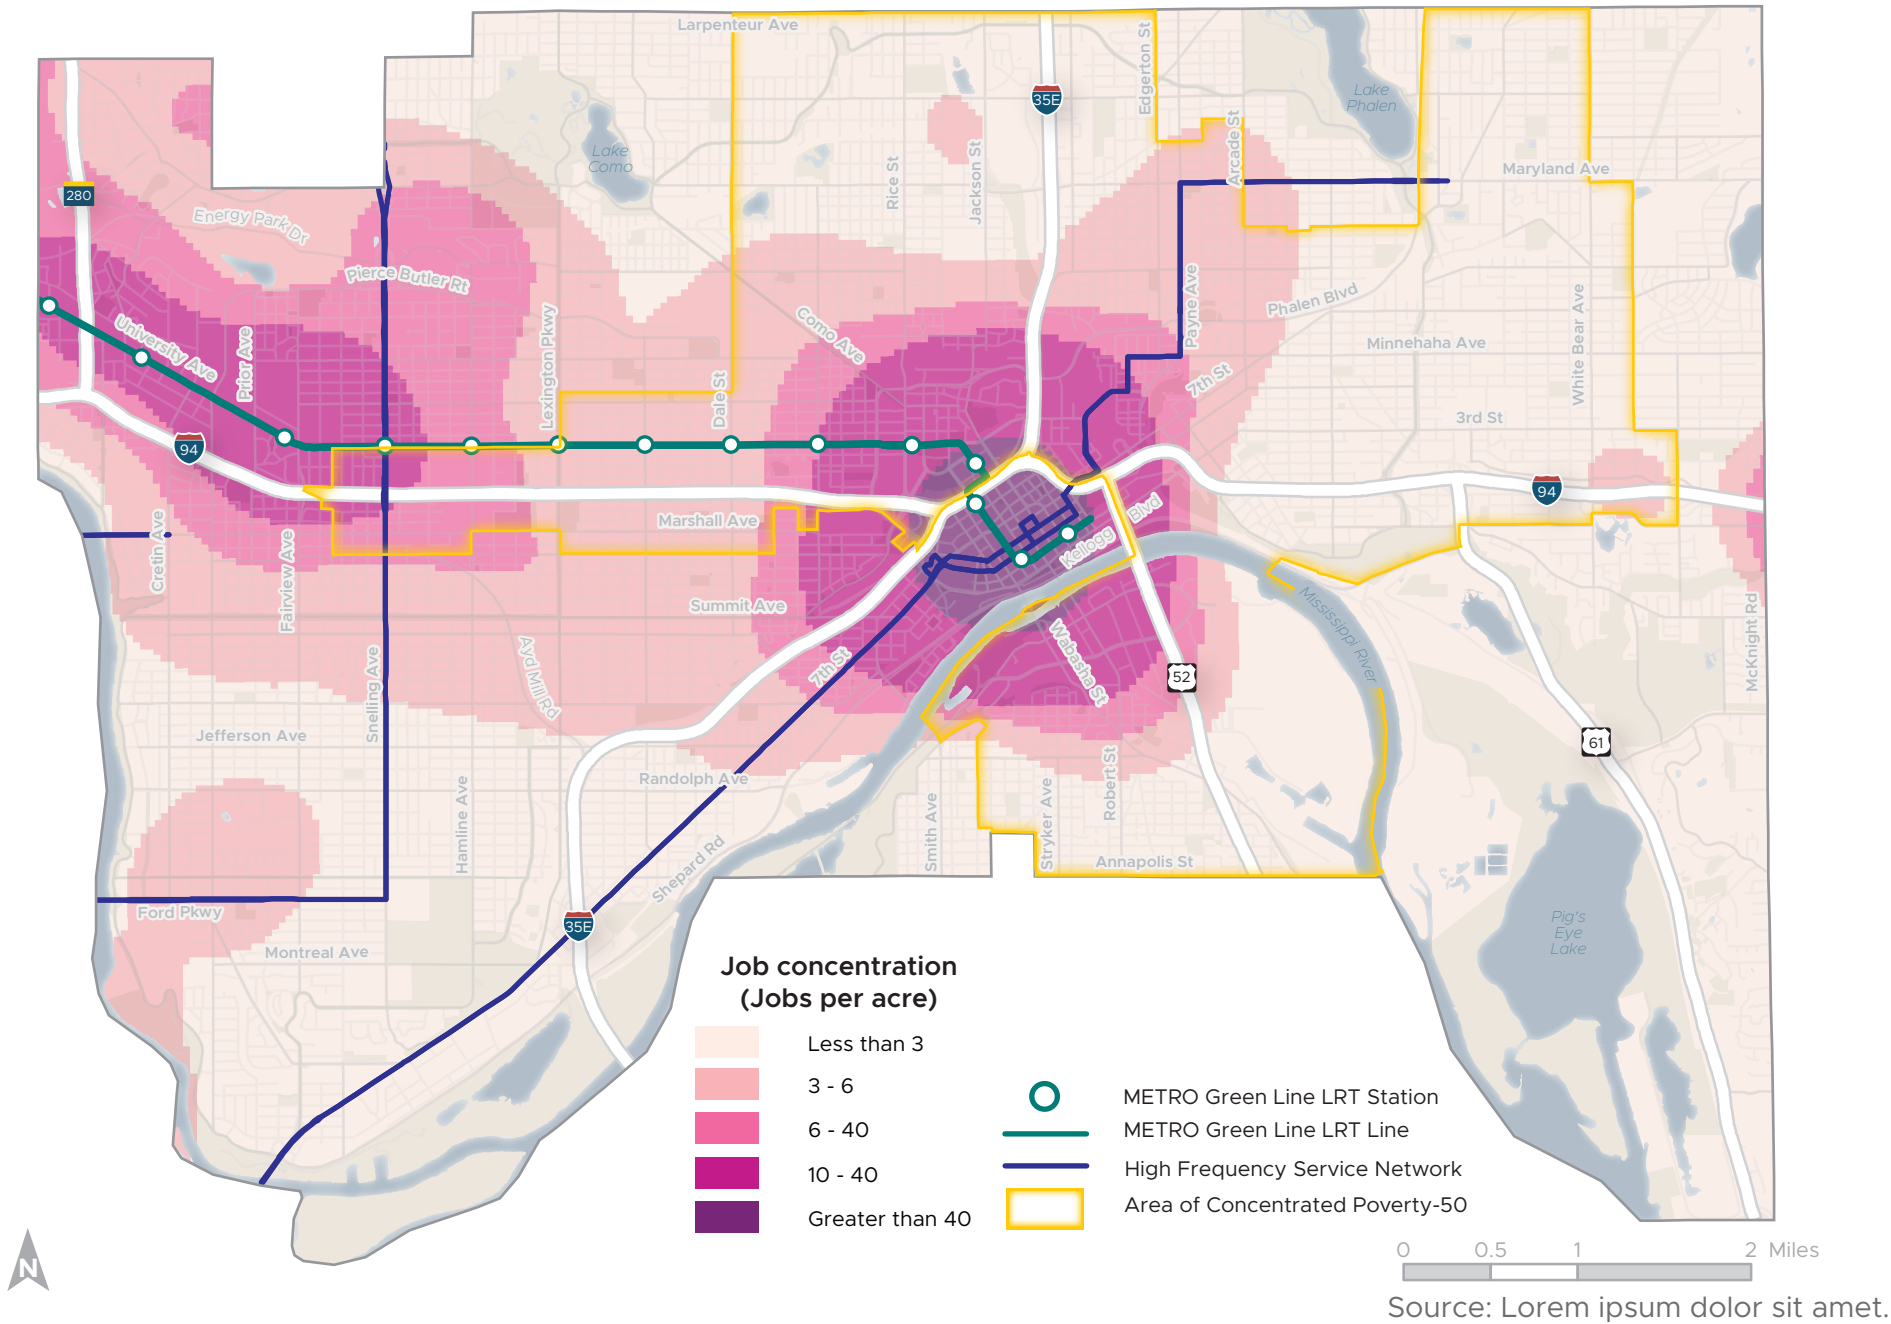 Larpenteur Ave
Edgerton St
35E
Lake
Phalen
Arcade St
Lake
Como
Rice St
Jackson St
Maryland Ave
280
Energy Park Dr
Pierce Butler Rt
Payne Ave
Phalen Blvd
White Bear Ave
University Ave
Prior Ave
Lexington Pkwy
Como Ave
Minnehaha Ave
Dale St
7th St
3rd St
94
94
Marshall Ave
Kellogg Blvd
Cretin Ave
Fairview Ave
Summit Ave
Mississippi River
McKnight Rd
Aydl Mill Rd
Snelling Ave
7th St
Wabasha St
52
Jefferson Ave
61
Randolph Ave
Hamline Ave
Smith Ave
Stryker Ave
Robert St
Shepard Rd
Annapolis St
Ford Pkwy
35E
Pig's
Eye
Lake
Montreal Ave
Job concentration
(Jobs per acre)
Less than 3
3 - 6
6 - 40
10 - 40
Greater than 40
METRO Green Line LRT Station
METRO Green Line LRT Line
High Frequency Service Network
Area of Concentrated Poverty-50
N
0 0.5 1 2 Miles
Source: Lorem ipsum dolor sit amet.